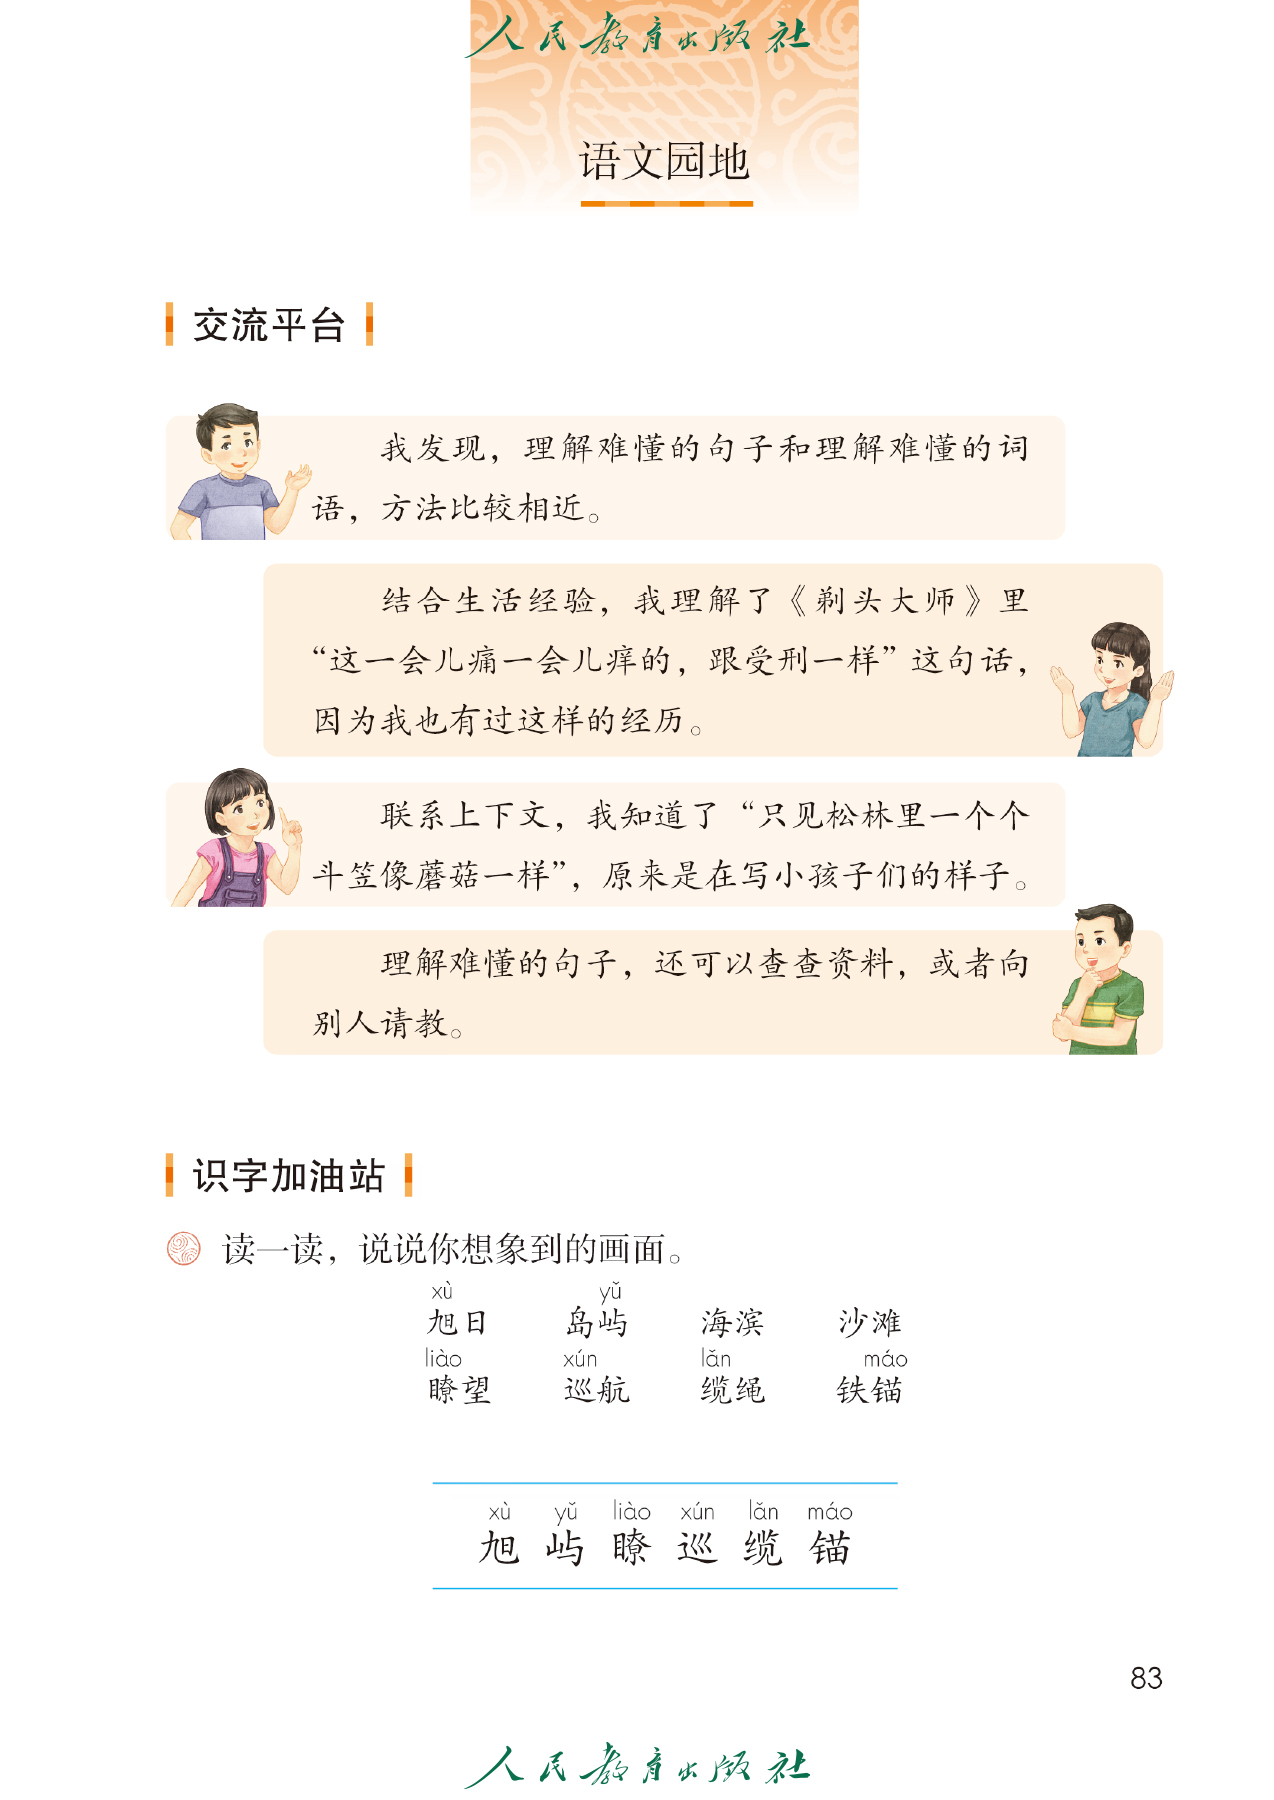 人民教育出版社
语文园地
交流平台
我发现，理解难懂的句子和理解难懂的词
语，方法比较相近。
结合生活经验，我理解了《剃头大师》里
“这一会儿痛一会儿痒的，跟受刑一样”这句话，
因为我也有过这样的经历。
联系上下文，我知道了“只见松林里一个个
斗笠像蘑菇一样”，原来是在写小孩子们的样子。
理解难懂的句子，还可以查查资料，或者向
别人请教。
识字加油站
读一读，说说你想象到的画面。
xù yǔ
旭日 岛屿 海滨 沙滩
liào xún lǎn máo
瞭望 巡航 缆绳 铁锚
xù yǔ liào xún lǎn máo
旭 屿 瞭 巡 缆 锚
83
人民教育出版社